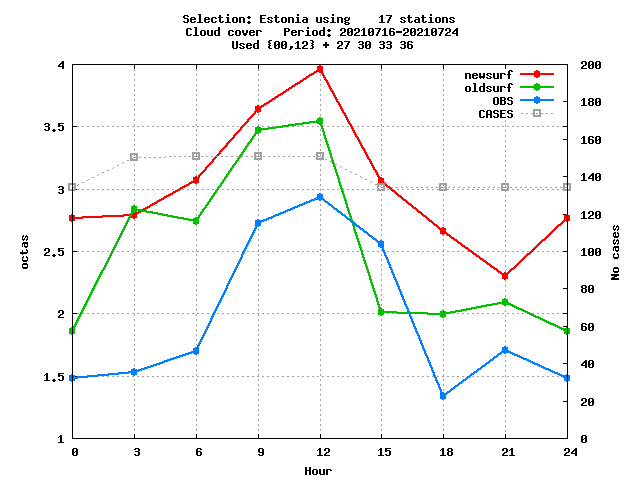 Selection: Estonia using    17 stations
Cloud cover   Period: 20210716-20210724
Used {00,12} + 27 30 33 36
newsurf
oldsurf
OBS
CASES
octas
4
3.5
3
2.5
2
1.5
1
200
180
160
140
120
100
80
60
40
20
0
No cases
0 3 6 9 12 15 18 21 24
Hour